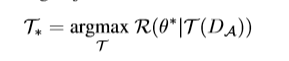 𝒯* = argmax ℛ(θ*|𝒯(D_𝒜))
𝒯